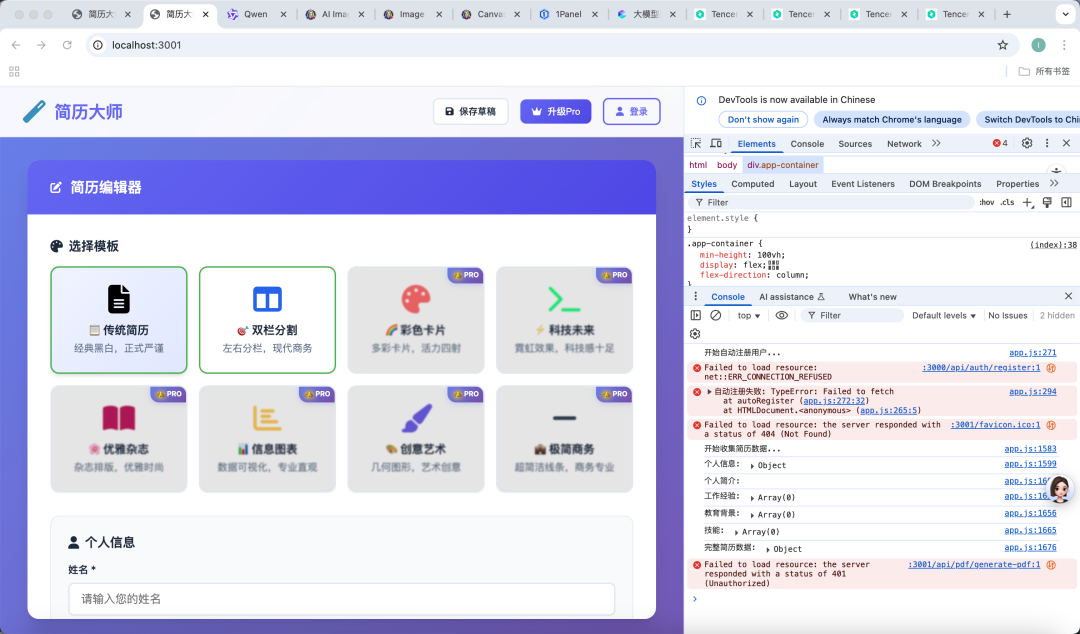 简历大
简历大
Qwen
AI Ima
Image
Canva
1Panel
大模型
Tencen
Tencen
Tencen
Tencen
localhost:3001
所有书签
简历大师
保存草稿
升级Pro
登录
简历编辑器
选择模板
传统简历
经典黑白，正式严谨
双栏分割
左右分栏，现代商务
PRO
彩色卡片
多彩卡片，活力四射
PRO
科技未来
霓虹效果，科技感十足
PRO
优雅杂志
杂志排版，优雅时尚
PRO
信息图表
数据可视化，专业直观
PRO
创意艺术
几何图形，艺术创意
PRO
极简商务
超简洁线条，商务专业
个人信息
姓名 *
请输入您的姓名
DevTools is now available in Chinese
Don't show again
Always match Chrome's language
Switch DevTools to Chi
Elements
Console
Sources
Network
4
html body div.app-container
Styles
Computed
Layout
Event Listeners
DOM Breakpoints
Properties
Filter
:hov .cls
element.style {
}
.app-container {
(index):38
min-height: 100vh;
display: flex;
flex-direction: column;
}
Console
AI assistance
What's new
top
Filter
Default levels
No Issues
2 hidden
开始自动注册用户...
app.js:271
Failed to load resource: :3000/api/auth/register:1
net::ERR_CONNECTION_REFUSED
自动注册失败: TypeError: Failed to fetch
app.js:294
at autoRegister (app.js:272:32)
at HTMLDocument.<anonymous> (app.js:265:5)
Failed to load resource: the server responded with :3001/favicon.ico:1
a status of 404 (Not Found)
开始收集简历数据...
app.js:1583
个人信息: Object
app.js:1599
个人简介:
工作经验: Array(0)
教育背景: Array(0)
app.js:1656
技能: Array(0)
app.js:1665
完整简历数据: Object
app.js:1676
Failed to load resource: the server :3001/api/pdf/generate-pdf:1
responded with a status of 401
(Unauthorized)